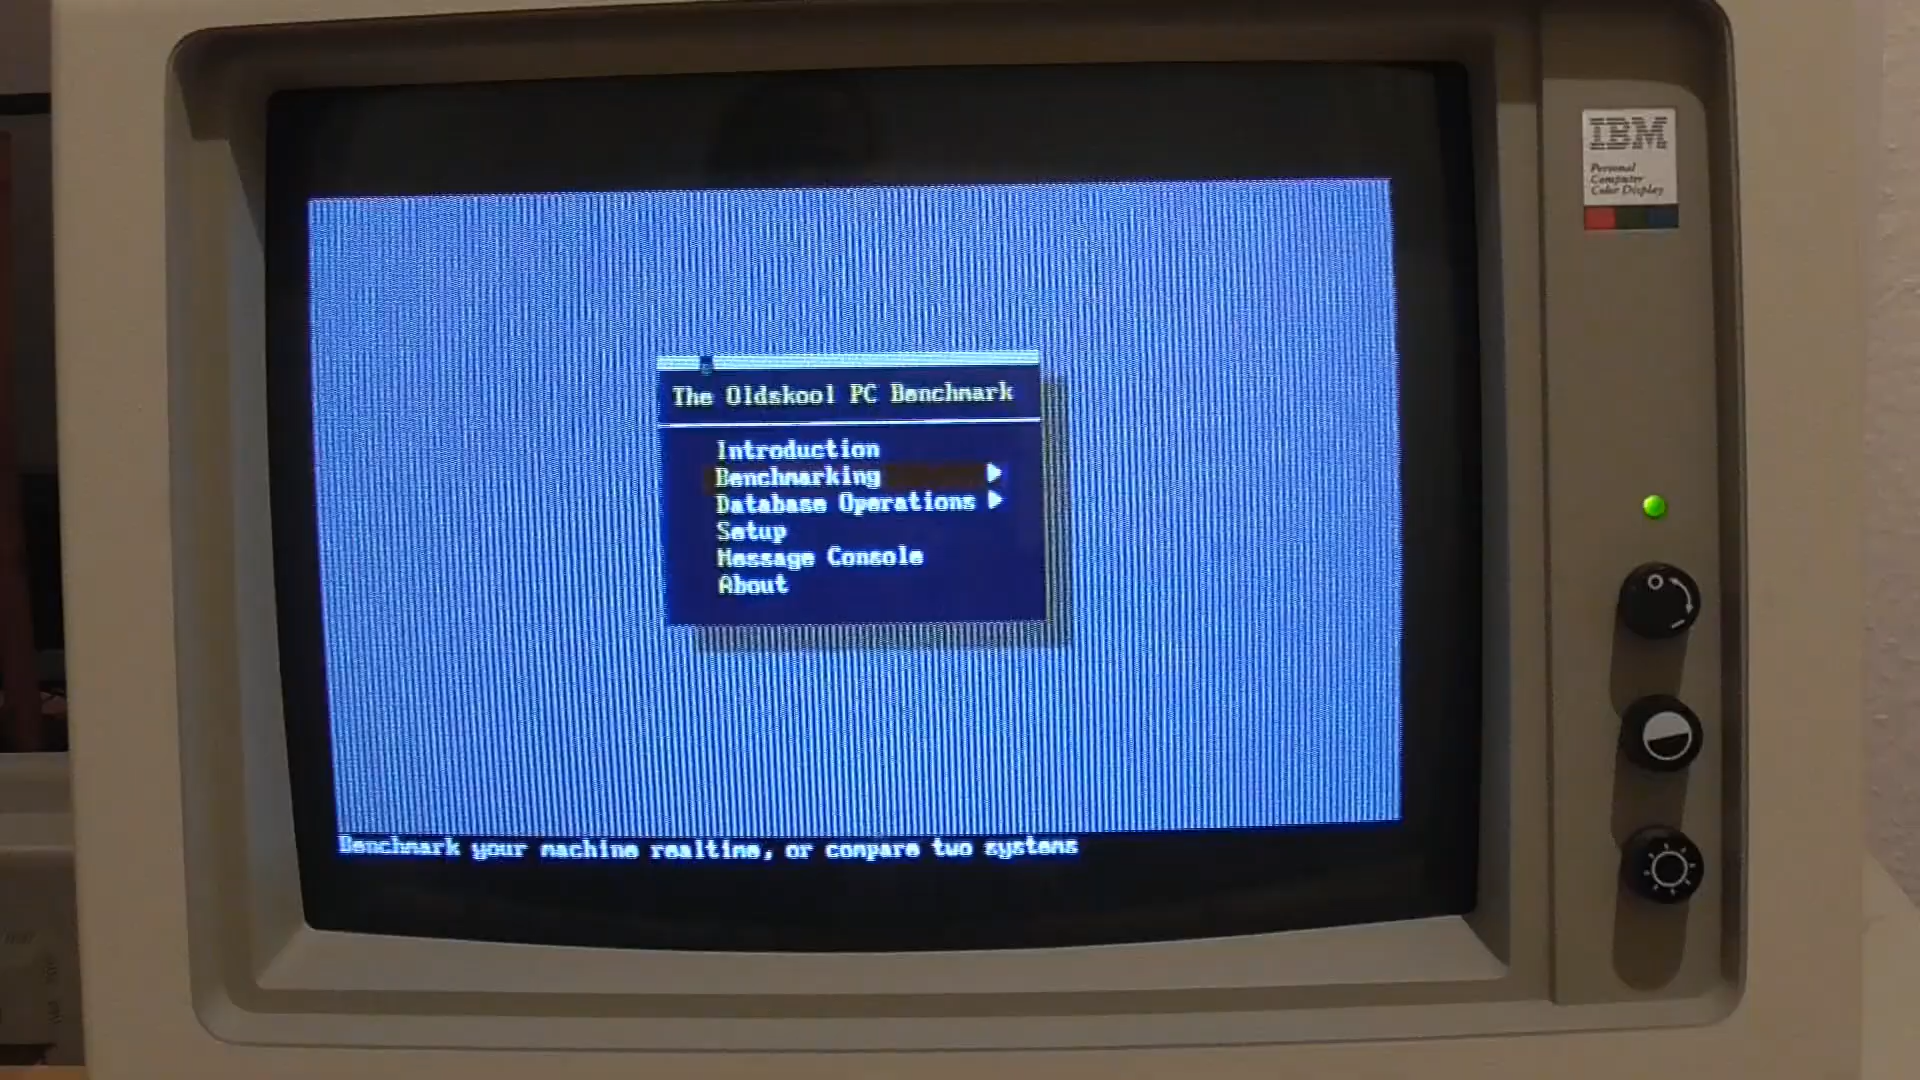 IBM
Personal
Computer
Color Display
The Oldskool PC Benchmark
Introduction
Benchmarking
Database Operations
Setup
Message Console
About
Benchmark your machine realtime, or compare two systems